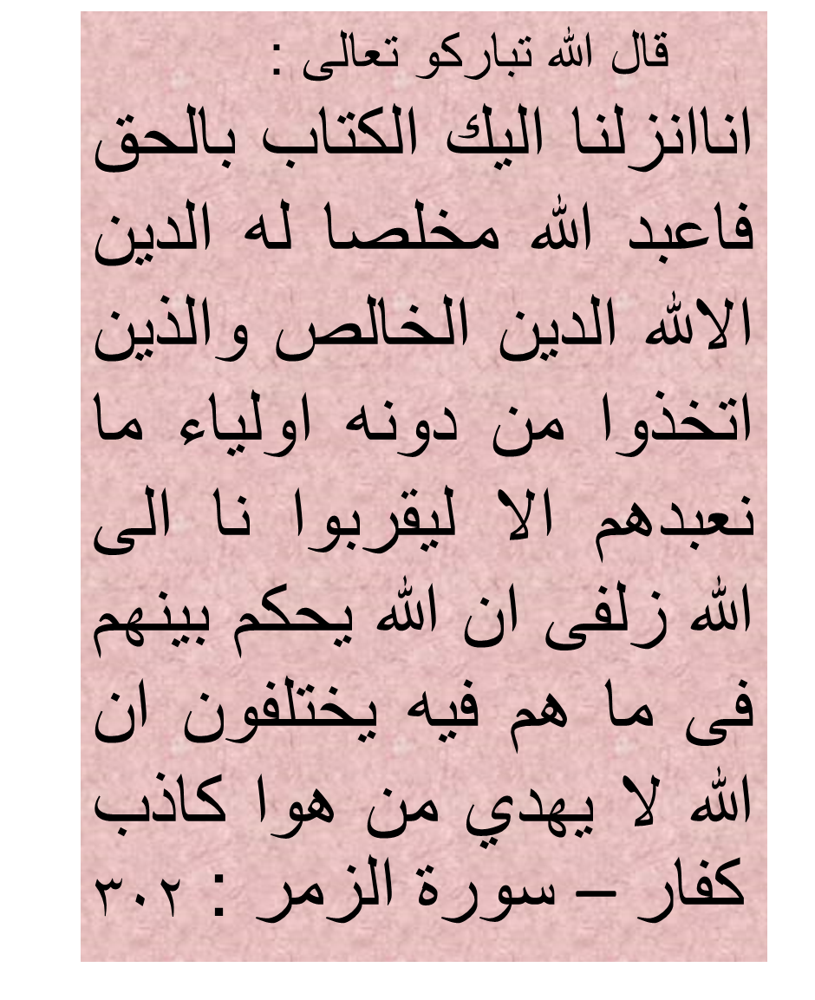 قال الله تباركو تعالى :
اناانزلنا اليك الكتاب بالحق
فاعبد الله مخلصا له الدين
الالله الدين الخالص والذين
اتخذوا من دونه اولياء ما
نعبدهم الا ليقربوا نا الى
الله زلفى ان الله يحكم بينهم
فى ما هم فيه يختلفون ان
الله لا يهدي من هوا كاذب
كفار – سورة الزمر : ٣٠٢